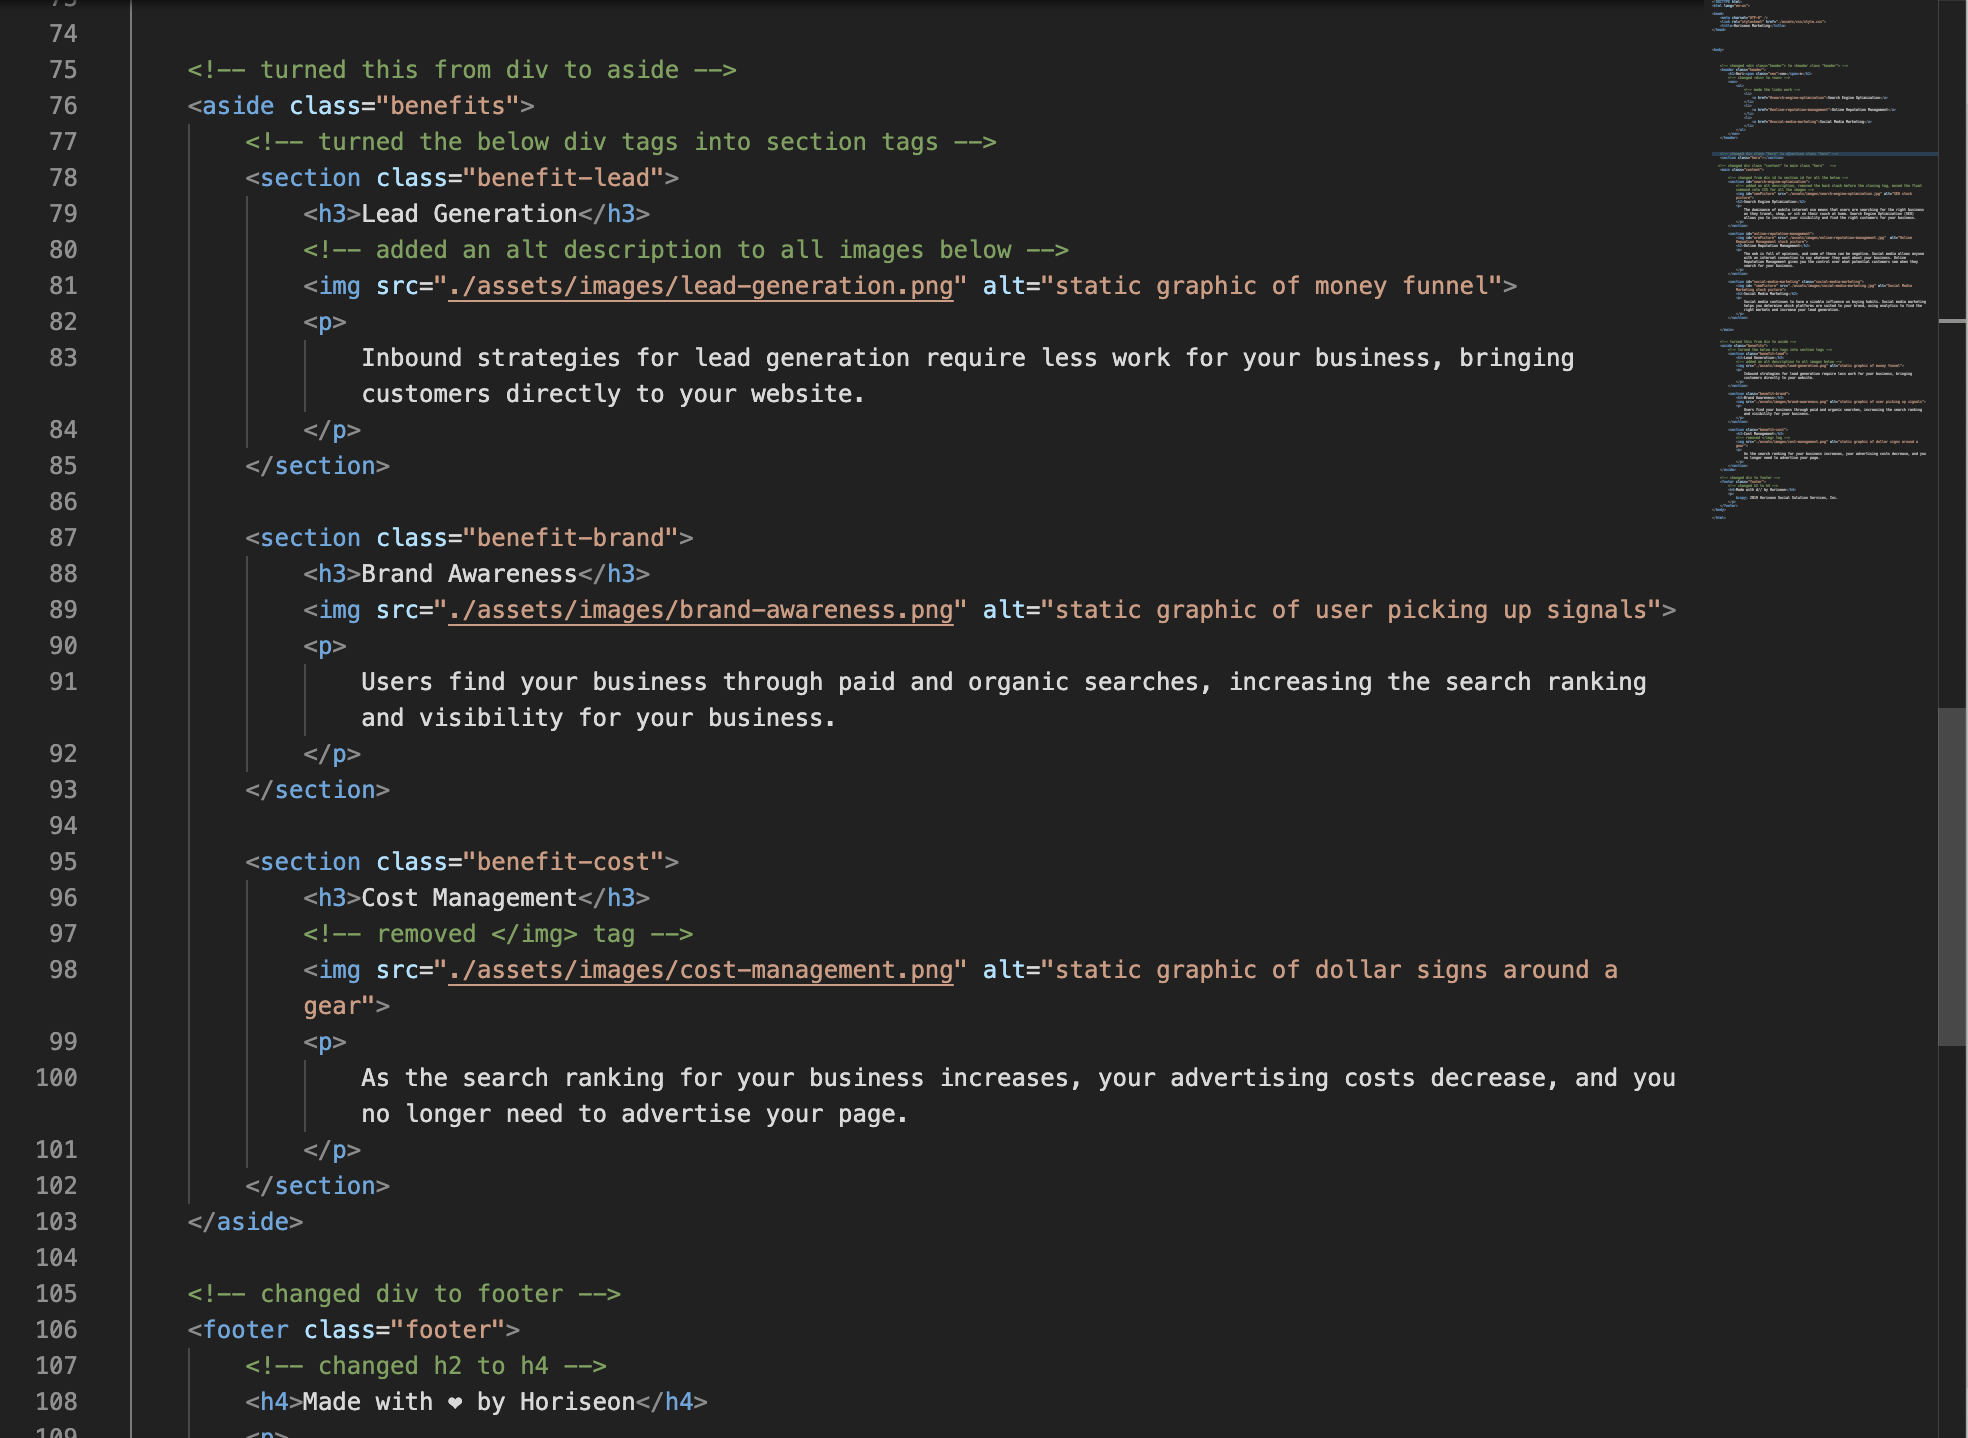 74
75 <!-- turned this from div to aside -->
76 <aside class="benefits">
77 <!-- turned the below div tags into section tags -->
78 <section class="benefit-lead">
79 <h3>Lead Generation</h3>
80 <!-- added an alt description to all images below -->
81 <img src="./assets/images/lead-generation.png" alt="static graphic of money funnel">
82 <p>
83 Inbound strategies for lead generation require less work for your business, bringing
customers directly to your website.
84 </p>
85 </section>
86
87 <section class="benefit-brand">
88 <h3>Brand Awareness</h3>
89 <img src="./assets/images/brand-awareness.png" alt="static graphic of user picking up signals">
90 <p>
91 Users find your business through paid and organic searches, increasing the search ranking
and visibility for your business.
92 </p>
93 </section>
94
95 <section class="benefit-cost">
96 <h3>Cost Management</h3>
97 <!-- removed </img> tag -->
98 <img src="./assets/images/cost-management.png" alt="static graphic of dollar signs around a
gear">
99 <p>
100 As the search ranking for your business increases, your advertising costs decrease, and you
no longer need to advertise your page.
101 </p>
102 </section>
103 </aside>
104
105 <!-- changed div to footer -->
106 <footer class="footer">
107 <!-- changed h2 to h4 -->
108 <h4>Made with ❤ by Horiseon</h4>
109 <p>